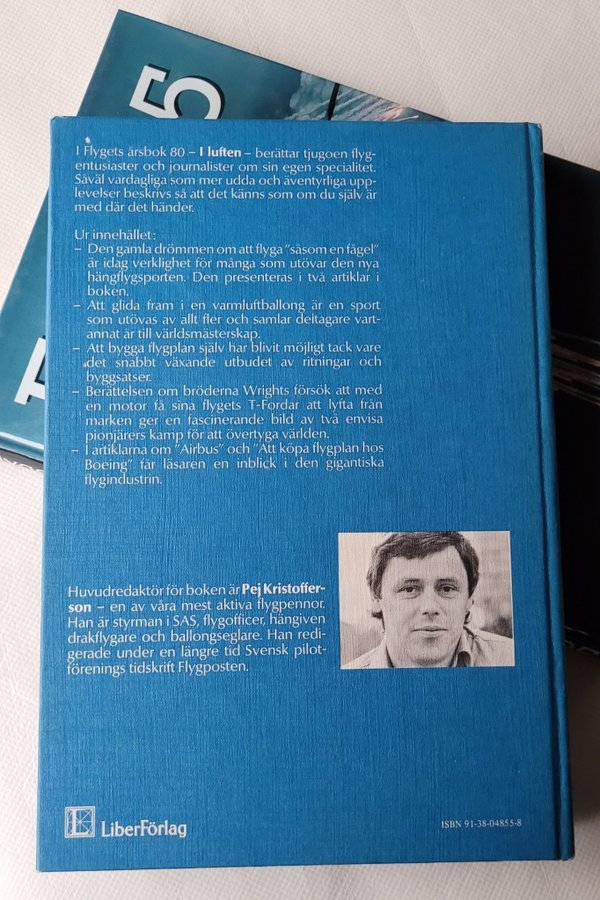 5
I Flygets årsbok 80 – I luften – berättar tjugoen flyg-
entusiaster och journalister om sin egen specialitet.
Såväl vardagliga som mer udda och äventyrliga upp-
levelser beskrivs så att det känns som om du själv är
med där det händer.
Ur innehållet:
– Den gamla drömmen om att flyga "såsom en fågel"
är idag verklighet för många som utövar den nya
hängflygsporten. Den presenteras i två artiklar i
boken.
– Att glida fram i en varmluftballong är en sport
som utövas av allt fler och samlar deltagare vart-
annat år till världsmästerskap.
– Att bygga flygplan själv har blivit möjligt tack vare
det snabbt växande utbudet av ritningar och
byggsatser.
– Berättelsen om bröderna Wrights försök att med
en motor få sina flygets T-Fordar att lyfta från
marken ger en fascinerande bild av två envisa
pionjärers kamp för att övertyga världen.
– I artiklarna om "Airbus" och "Att köpa flygplan hos
Boeing" får läsaren en inblick i den gigantiska
flygindustrin.
Huvudredaktör för boken är Pej Kristoffer-
son – en av våra mest aktiva flygpennor.
Han är styrman i SAS, flygofficer, hängiven
drakflygare och ballongseglare. Han redi-
gerade under en längre tid Svensk pilot-
förenings tidskrift Flygposten.
LiberFörlag
ISBN 91-38-04855-8